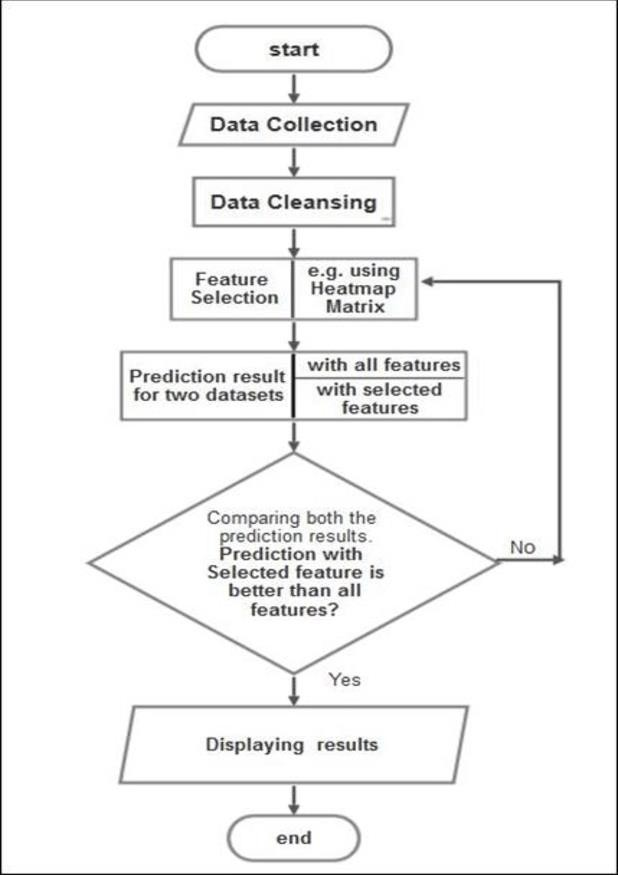 start
Data Collection
Data Cleansing
Feature
Selection
e.g. using
Heatmap
Matrix
Prediction result
for two datasets
with all features
with selected
features
Comparing both the
prediction results.
Prediction with
Selected feature is
better than all
features?
No
Yes
Displaying results
end